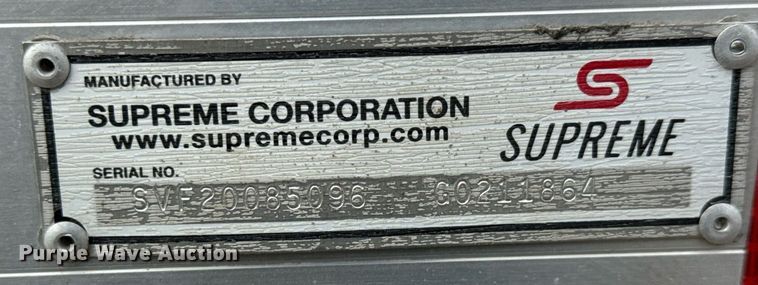 MANUFACTURED BY
SUPREME CORPORATION
www.supremecorp.com
SUPREME
SERIAL NO.
SVF20085096 G0211864
Purple Wave Auction